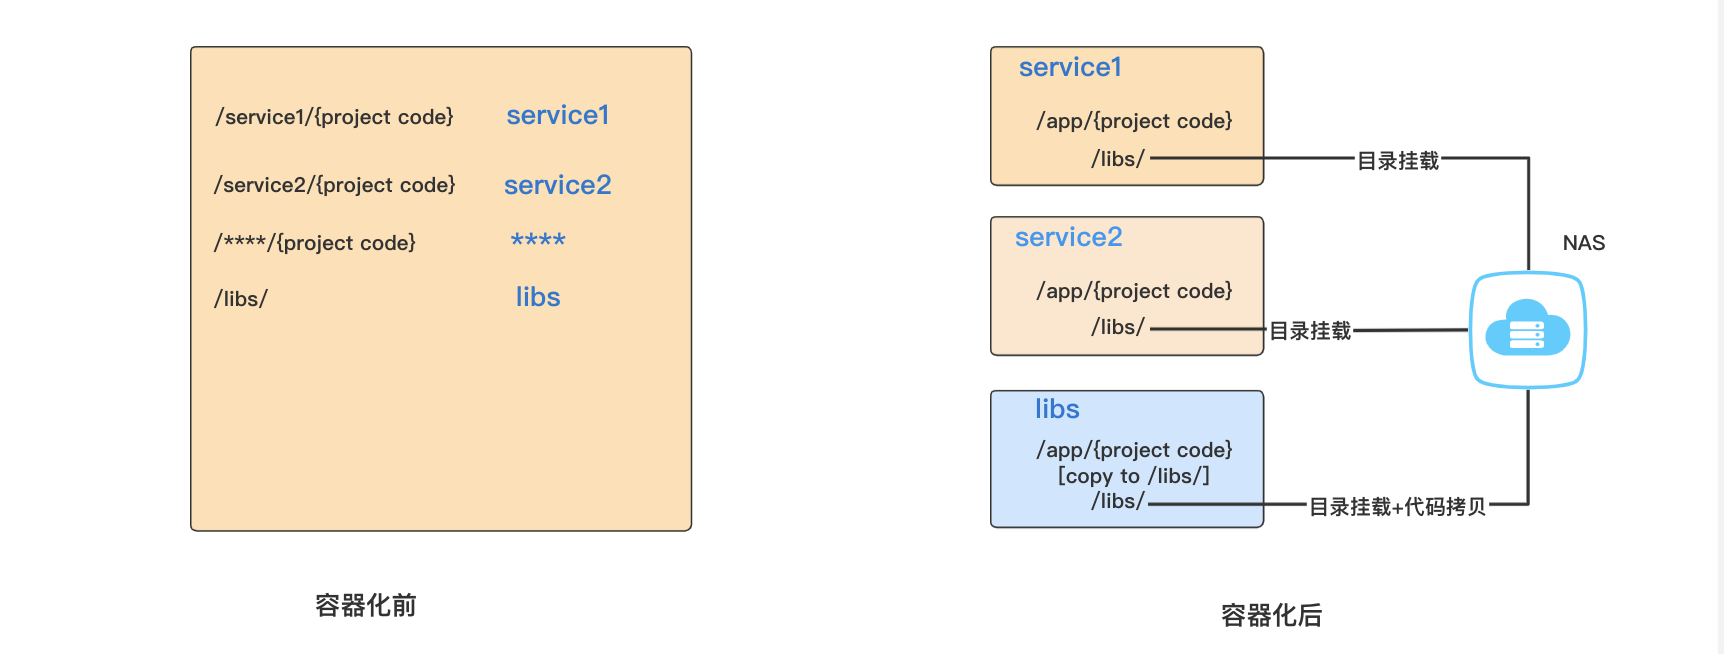 /service1/{project code} service1
/service2/{project code} service2
/****/{project code} ****
/libs/ libs
容器化前
service1
/app/{project code}
/libs/ 目录挂载
service2
/app/{project code}
/libs/ 目录挂载
NAS
libs
/app/{project code}
[copy to /libs/]
/libs/ 目录挂载+代码拷贝
容器化后